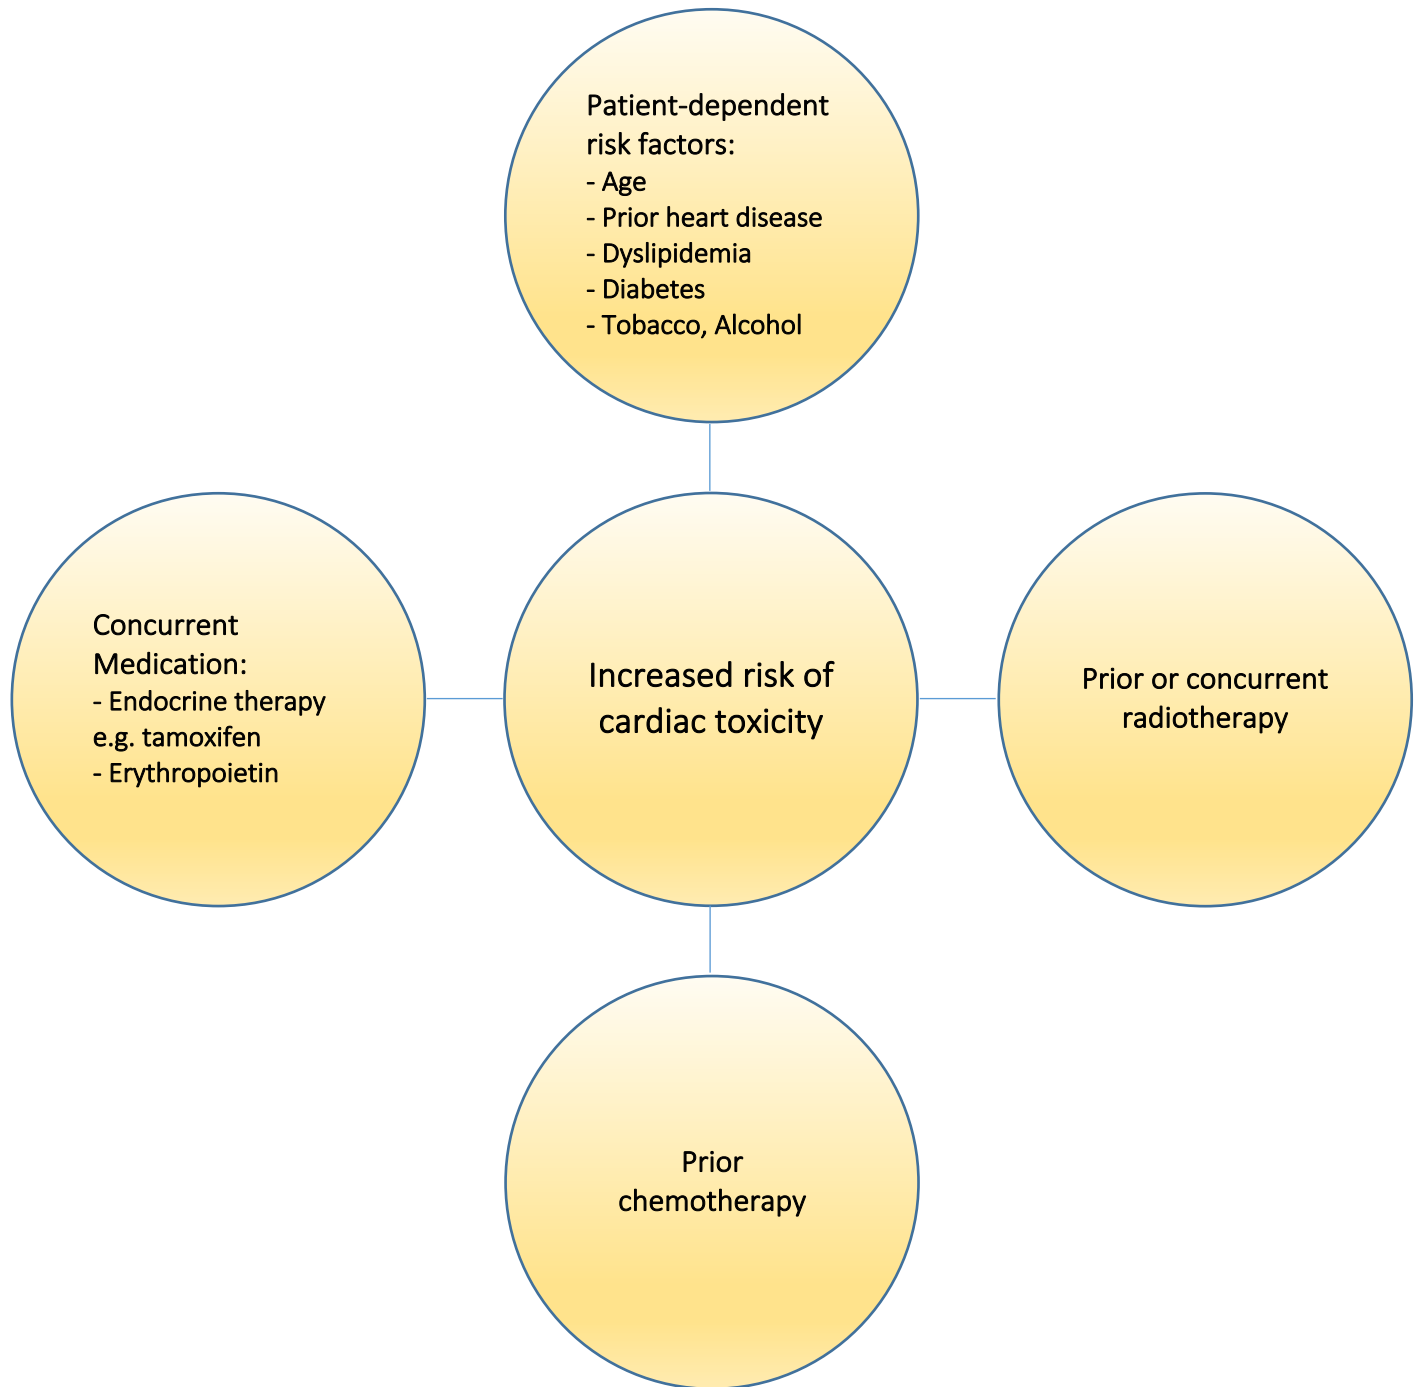 Patient-dependent
risk factors:
- Age
- Prior heart disease
- Dyslipidemia
- Diabetes
- Tobacco, Alcohol
Concurrent
Medication:
- Endocrine therapy
e.g. tamoxifen
- Erythropoietin
Increased risk of
cardiac toxicity
Prior or concurrent
radiotherapy
Prior
chemotherapy